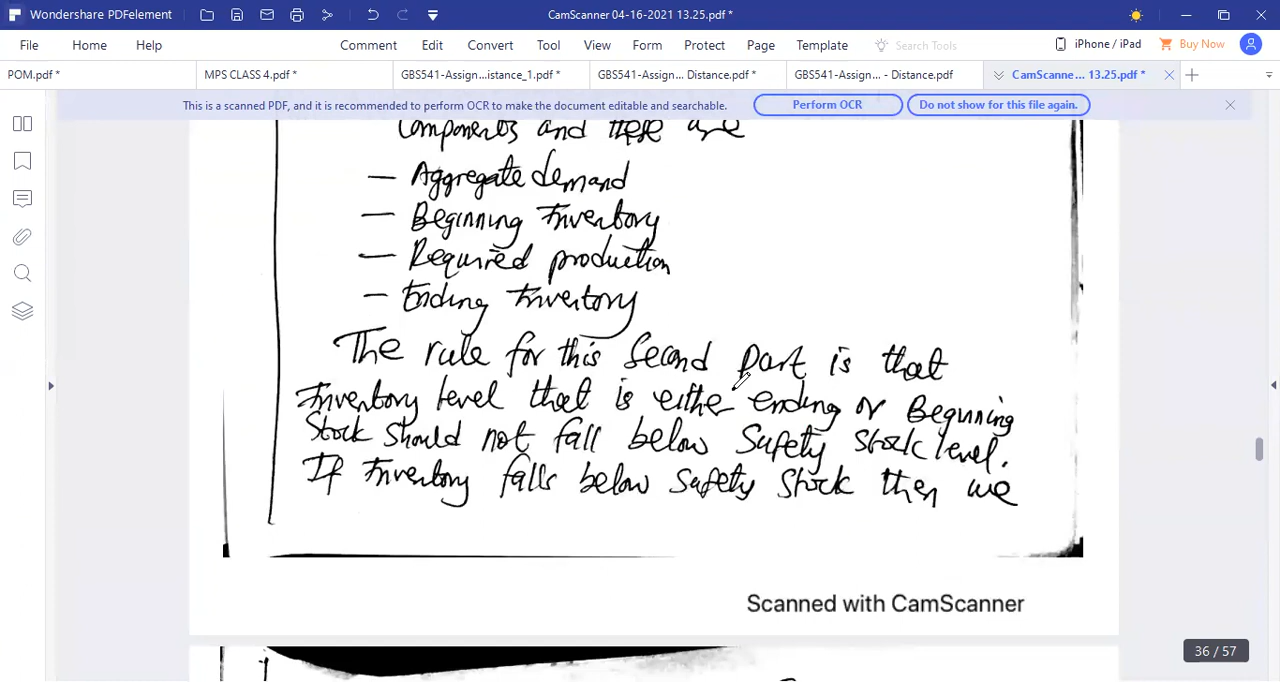 Wondershare PDFelement
CamScanner 04-16-2021 13.25.pdf *
File Home Help Comment Edit Convert Tool View Form Protect Page Template Search Tools iPhone / iPad Buy Now
POM.pdf * MPS CLASS 4.pdf * GBS541-Assign...istance_1.pdf * GBS541-Assign... Distance.pdf * GBS541-Assign... - Distance.pdf CamScanne... 13.25.pdf *
This is a scanned PDF, and it is recommended to perform OCR to make the document editable and searchable. Perform OCR Do not show for this file again.
Components and these are
— Aggregate demand
— Beginning Inventory
— Required production
— Ending Inventory
The rule for this Second part is that
Inventory level that is either ending or Beginning
Stock should not fall below Safety Stock level.
If Inventory falls below Safety Stock then we
Scanned with CamScanner
36 / 57